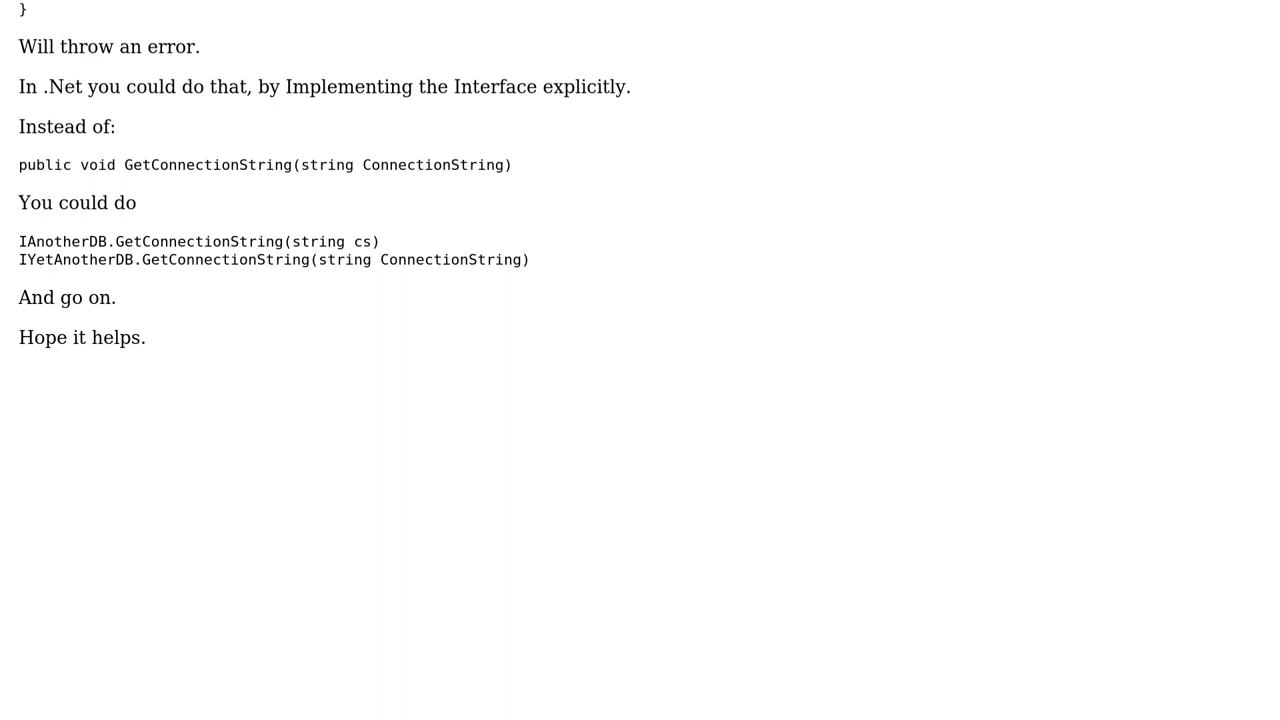 }
Will throw an error.
In .Net you could do that, by Implementing the Interface explicitly.
Instead of:
public void GetConnectionString(string ConnectionString)
You could do
IAnotherDB.GetConnectionString(string cs)
IYetAnotherDB.GetConnectionString(string ConnectionString)
And go on.
Hope it helps.